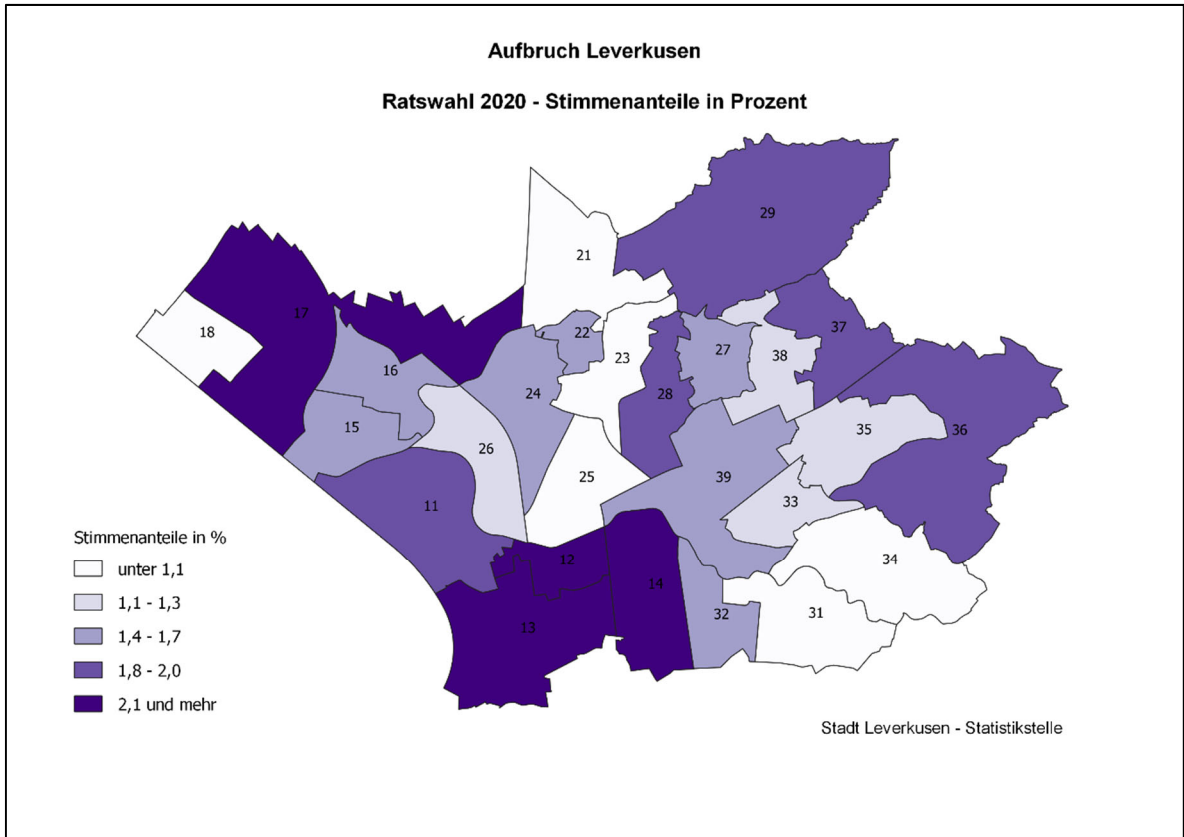 Aufbruch Leverkusen
Ratswahl 2020 - Stimmenanteile in Prozent
29
21
17
18
37
22
23
27
38
16
24
28
15
35
36
26
25
39
11
33
12
34
14
32
31
13
Stimmenanteile in %
unter 1,1
1,1 - 1,3
1,4 - 1,7
1,8 - 2,0
2,1 und mehr
Stadt Leverkusen - Statistikstelle